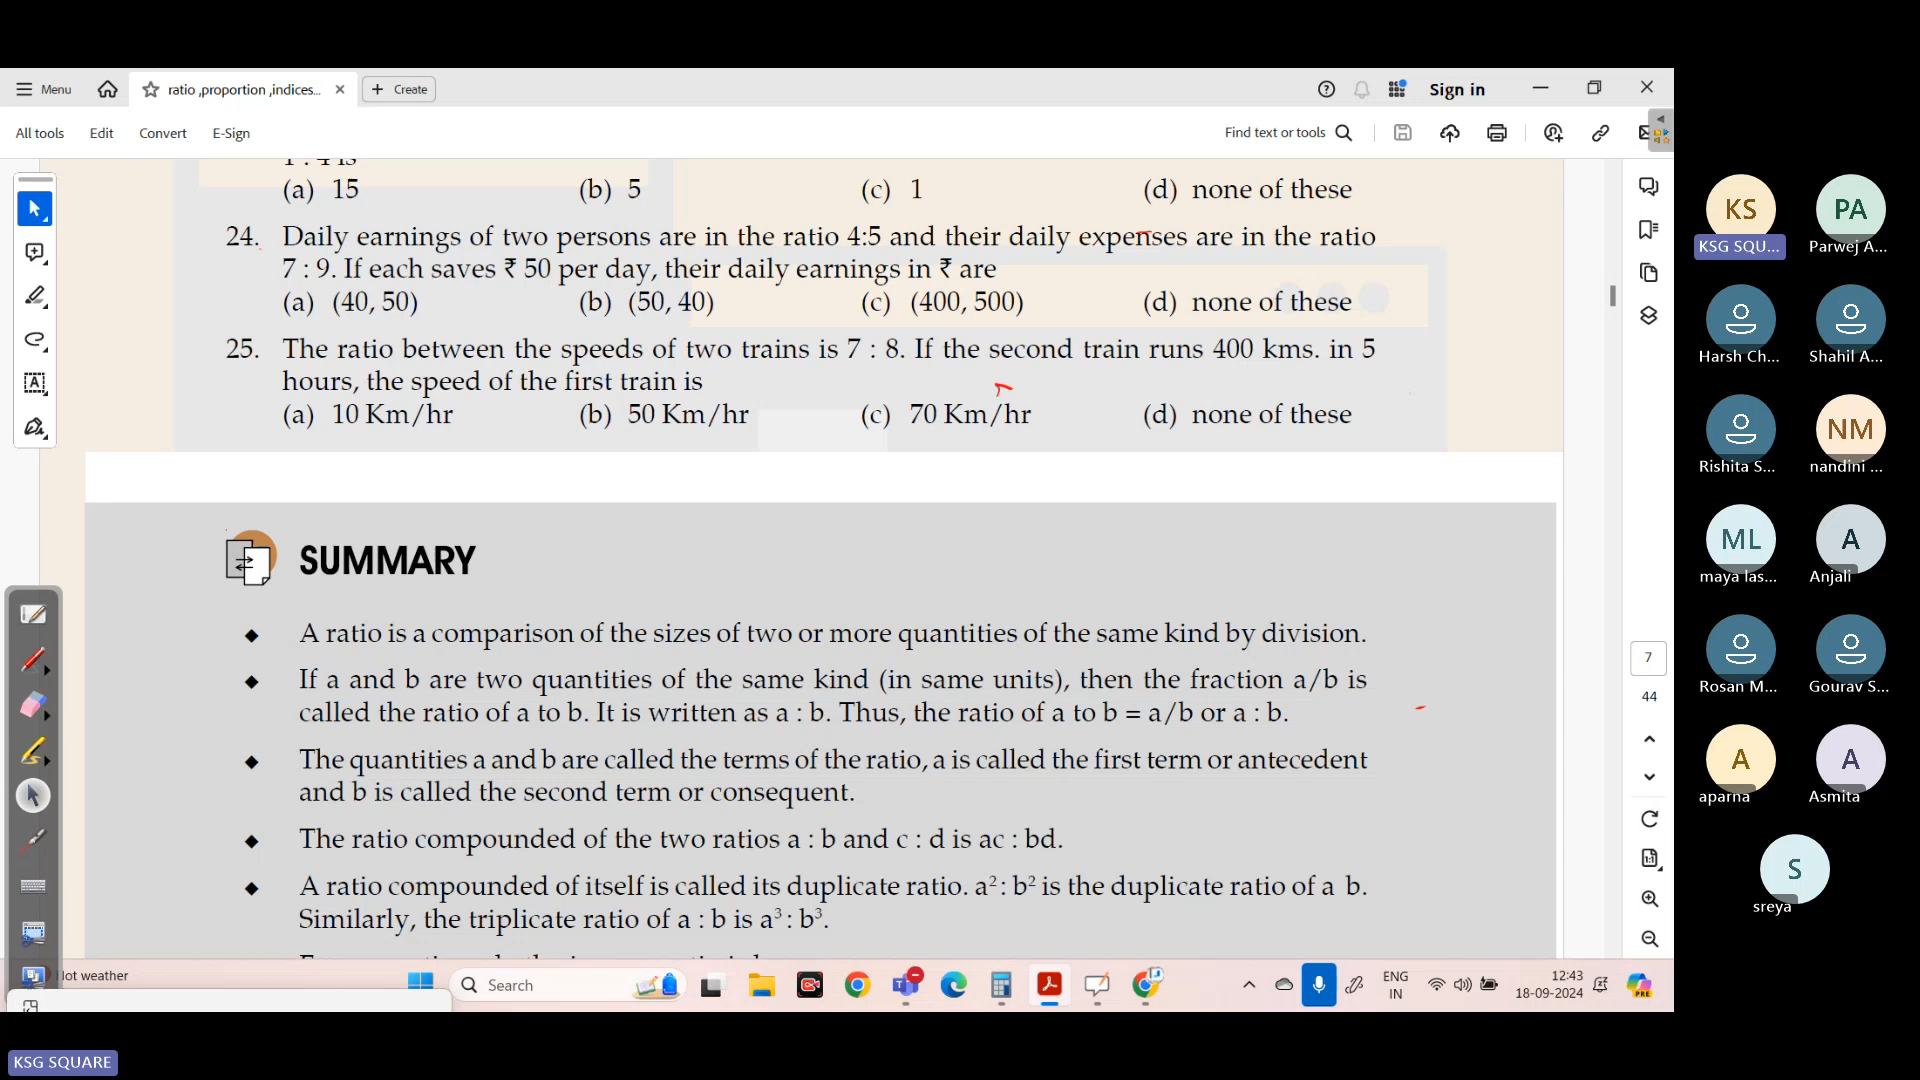 Menu
ratio ,proportion ,indices...
Create
Sign in
All tools
Edit
Convert
E-Sign
Find text or tools
1 : 4 is
(a) 15 (b) 5 (c) 1 (d) none of these
24. Daily earnings of two persons are in the ratio 4:5 and their daily expenses are in the ratio
7 : 9. If each saves ₹ 50 per day, their daily earnings in ₹ are
(a) (40, 50) (b) (50, 40) (c) (400, 500) (d) none of these
25. The ratio between the speeds of two trains is 7 : 8. If the second train runs 400 kms. in 5
hours, the speed of the first train is
(a) 10 Km/hr (b) 50 Km/hr (c) 70 Km/hr (d) none of these
SUMMARY
◆ A ratio is a comparison of the sizes of two or more quantities of the same kind by division.
◆ If a and b are two quantities of the same kind (in same units), then the fraction a/b is
called the ratio of a to b. It is written as a : b. Thus, the ratio of a to b = a/b or a : b.
◆ The quantities a and b are called the terms of the ratio, a is called the first term or antecedent
and b is called the second term or consequent.
◆ The ratio compounded of the two ratios a : b and c : d is ac : bd.
◆ A ratio compounded of itself is called its duplicate ratio. a²: b² is the duplicate ratio of a b.
Similarly, the triplicate ratio of a : b is a³: b³.
7
44
1:1
Hot weather
Search
ENG
IN
12:43
18-09-2024
PRE
KS
KSG SQU...
PA
Parwej A...
Harsh Ch...
Shahil A...
Rishita S...
NM
nandini ...
ML
maya las...
A
Anjali
Rosan M...
Gourav S...
A
aparna
A
Asmita
S
sreya
KSG SQUARE